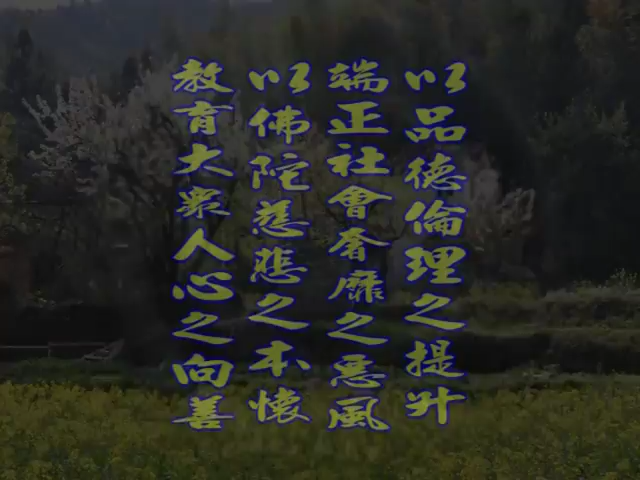 以品德倫理之提升
端正社會奢靡之惡風
以佛陀慈悲之本懷
教育大眾人心之向善